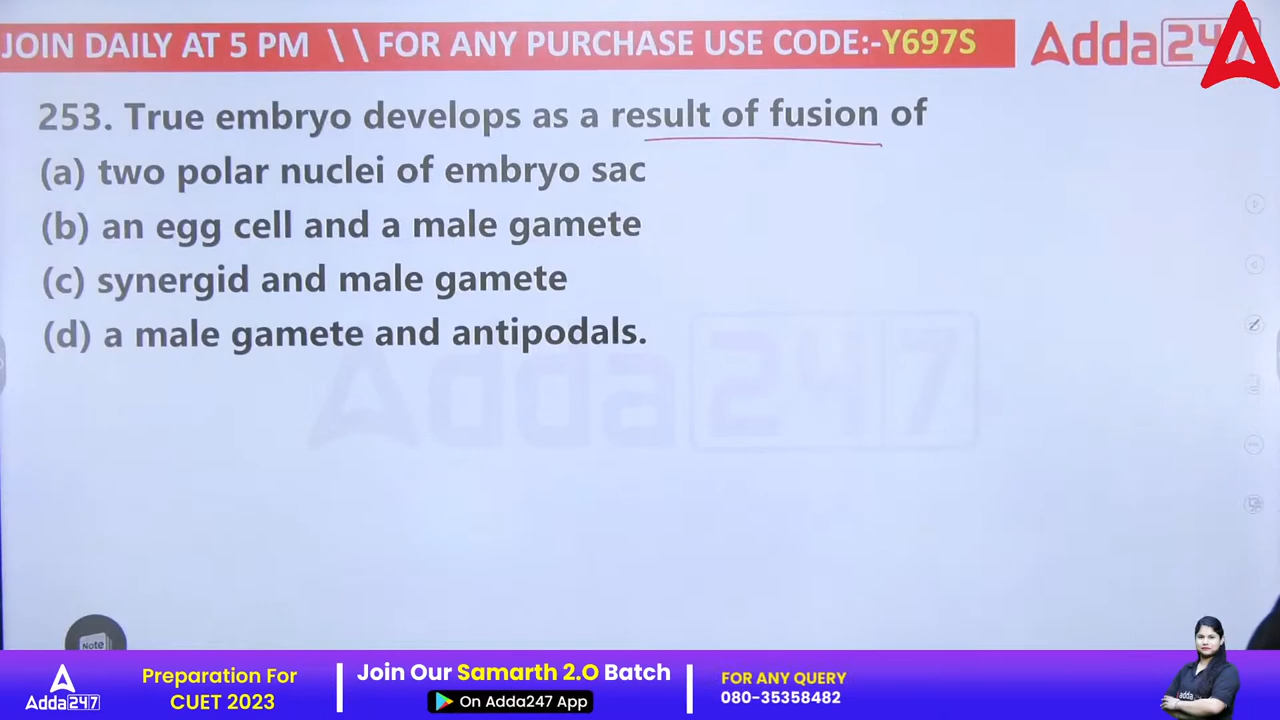 JOIN DAILY AT 5 PM \\ FOR ANY PURCHASE USE CODE:-Y697S
Adda247
253. True embryo develops as a result of fusion of
(a) two polar nuclei of embryo sac
(b) an egg cell and a male gamete
(c) synergid and male gamete
(d) a male gamete and antipodals.
Adda247
Note
Adda247
Preparation For
CUET 2023
Join Our Samarth 2.0 Batch
On Adda247 App
FOR ANY QUERY
080-35358482
adda247